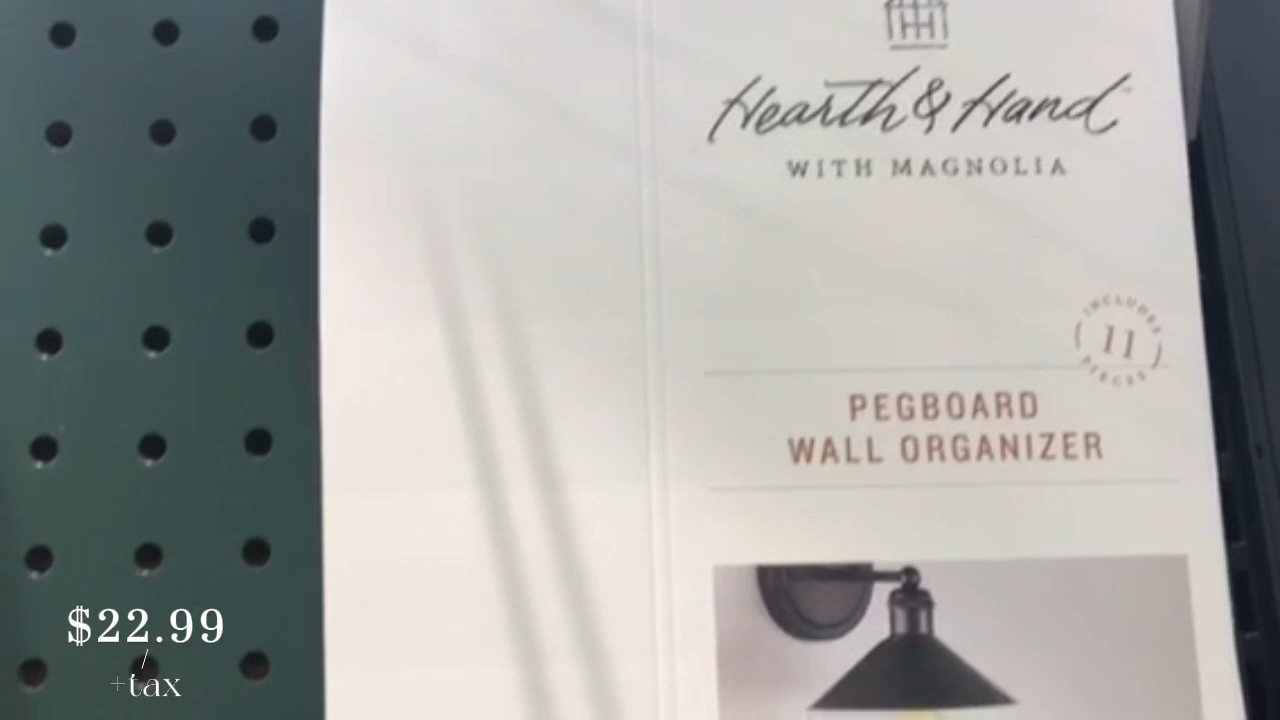 Hearth & Hand
WITH MAGNOLIA
INCLUDES
11
PIECES
PEGBOARD
WALL ORGANIZER
$22.99
+tax